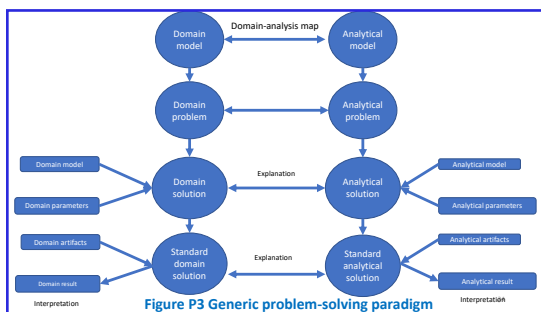 Domain
model
Domain-analysis map
Analytical
model
Domain
problem
Analytical
problem
Domain model
Domain parameters
Domain
solution
Explanation
Analytical
solution
Analytical model
Analytical parameters
Domain artifacts
Domain result
Interpretation
Standard
domain
solution
Explanation
Standard
analytical
solution
Analytical artifacts
Analytical result
Interpretation
Figure P3 Generic problem-solving paradigm